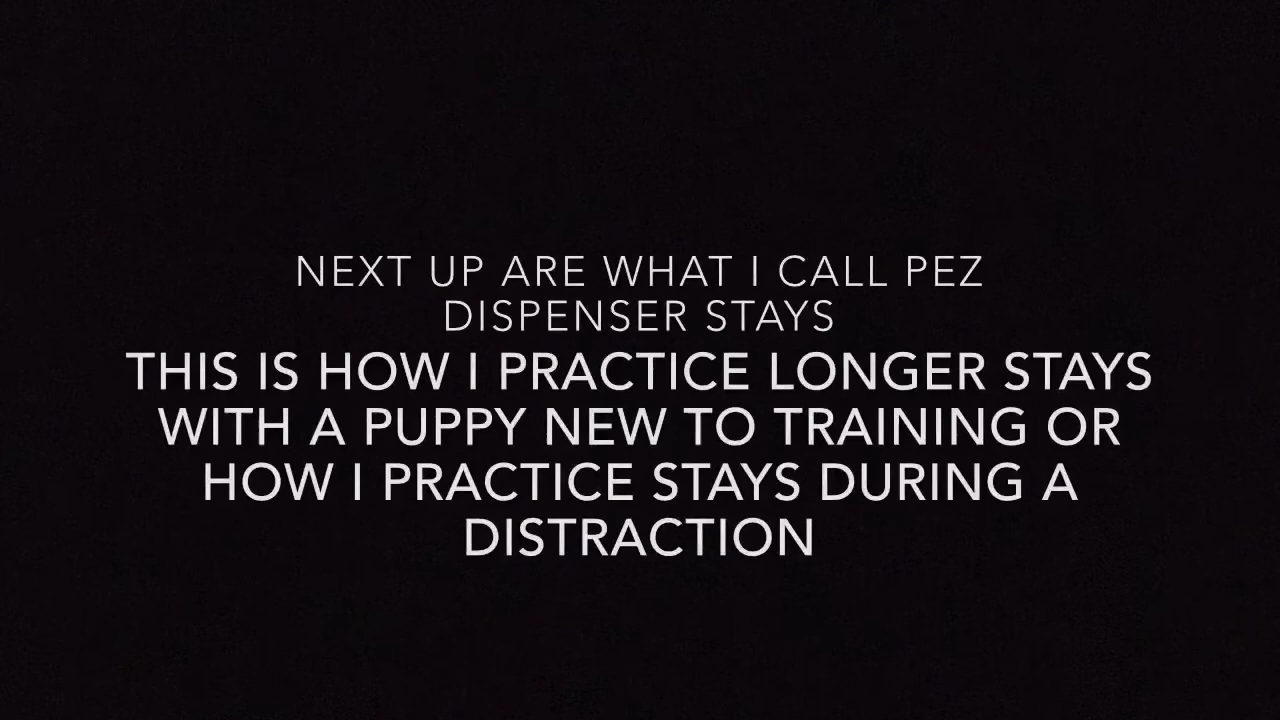 NEXT UP ARE WHAT I CALL PEZ
DISPENSER STAYS
THIS IS HOW I PRACTICE LONGER STAYS
WITH A PUPPY NEW TO TRAINING OR
HOW I PRACTICE STAYS DURING A
DISTRACTION